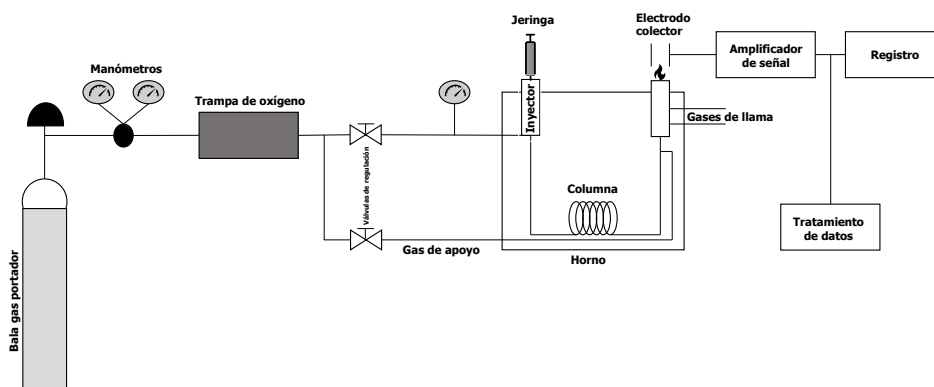 Jeringa
Electrodo
colector
Amplificador
de señal
Registro
Manómetros
Trampa de oxígeno
Inyector
Gases de llama
Válvulas de regulación
Columna
Tratamiento
de datos
Gas de apoyo
Horno
Bala gas portador